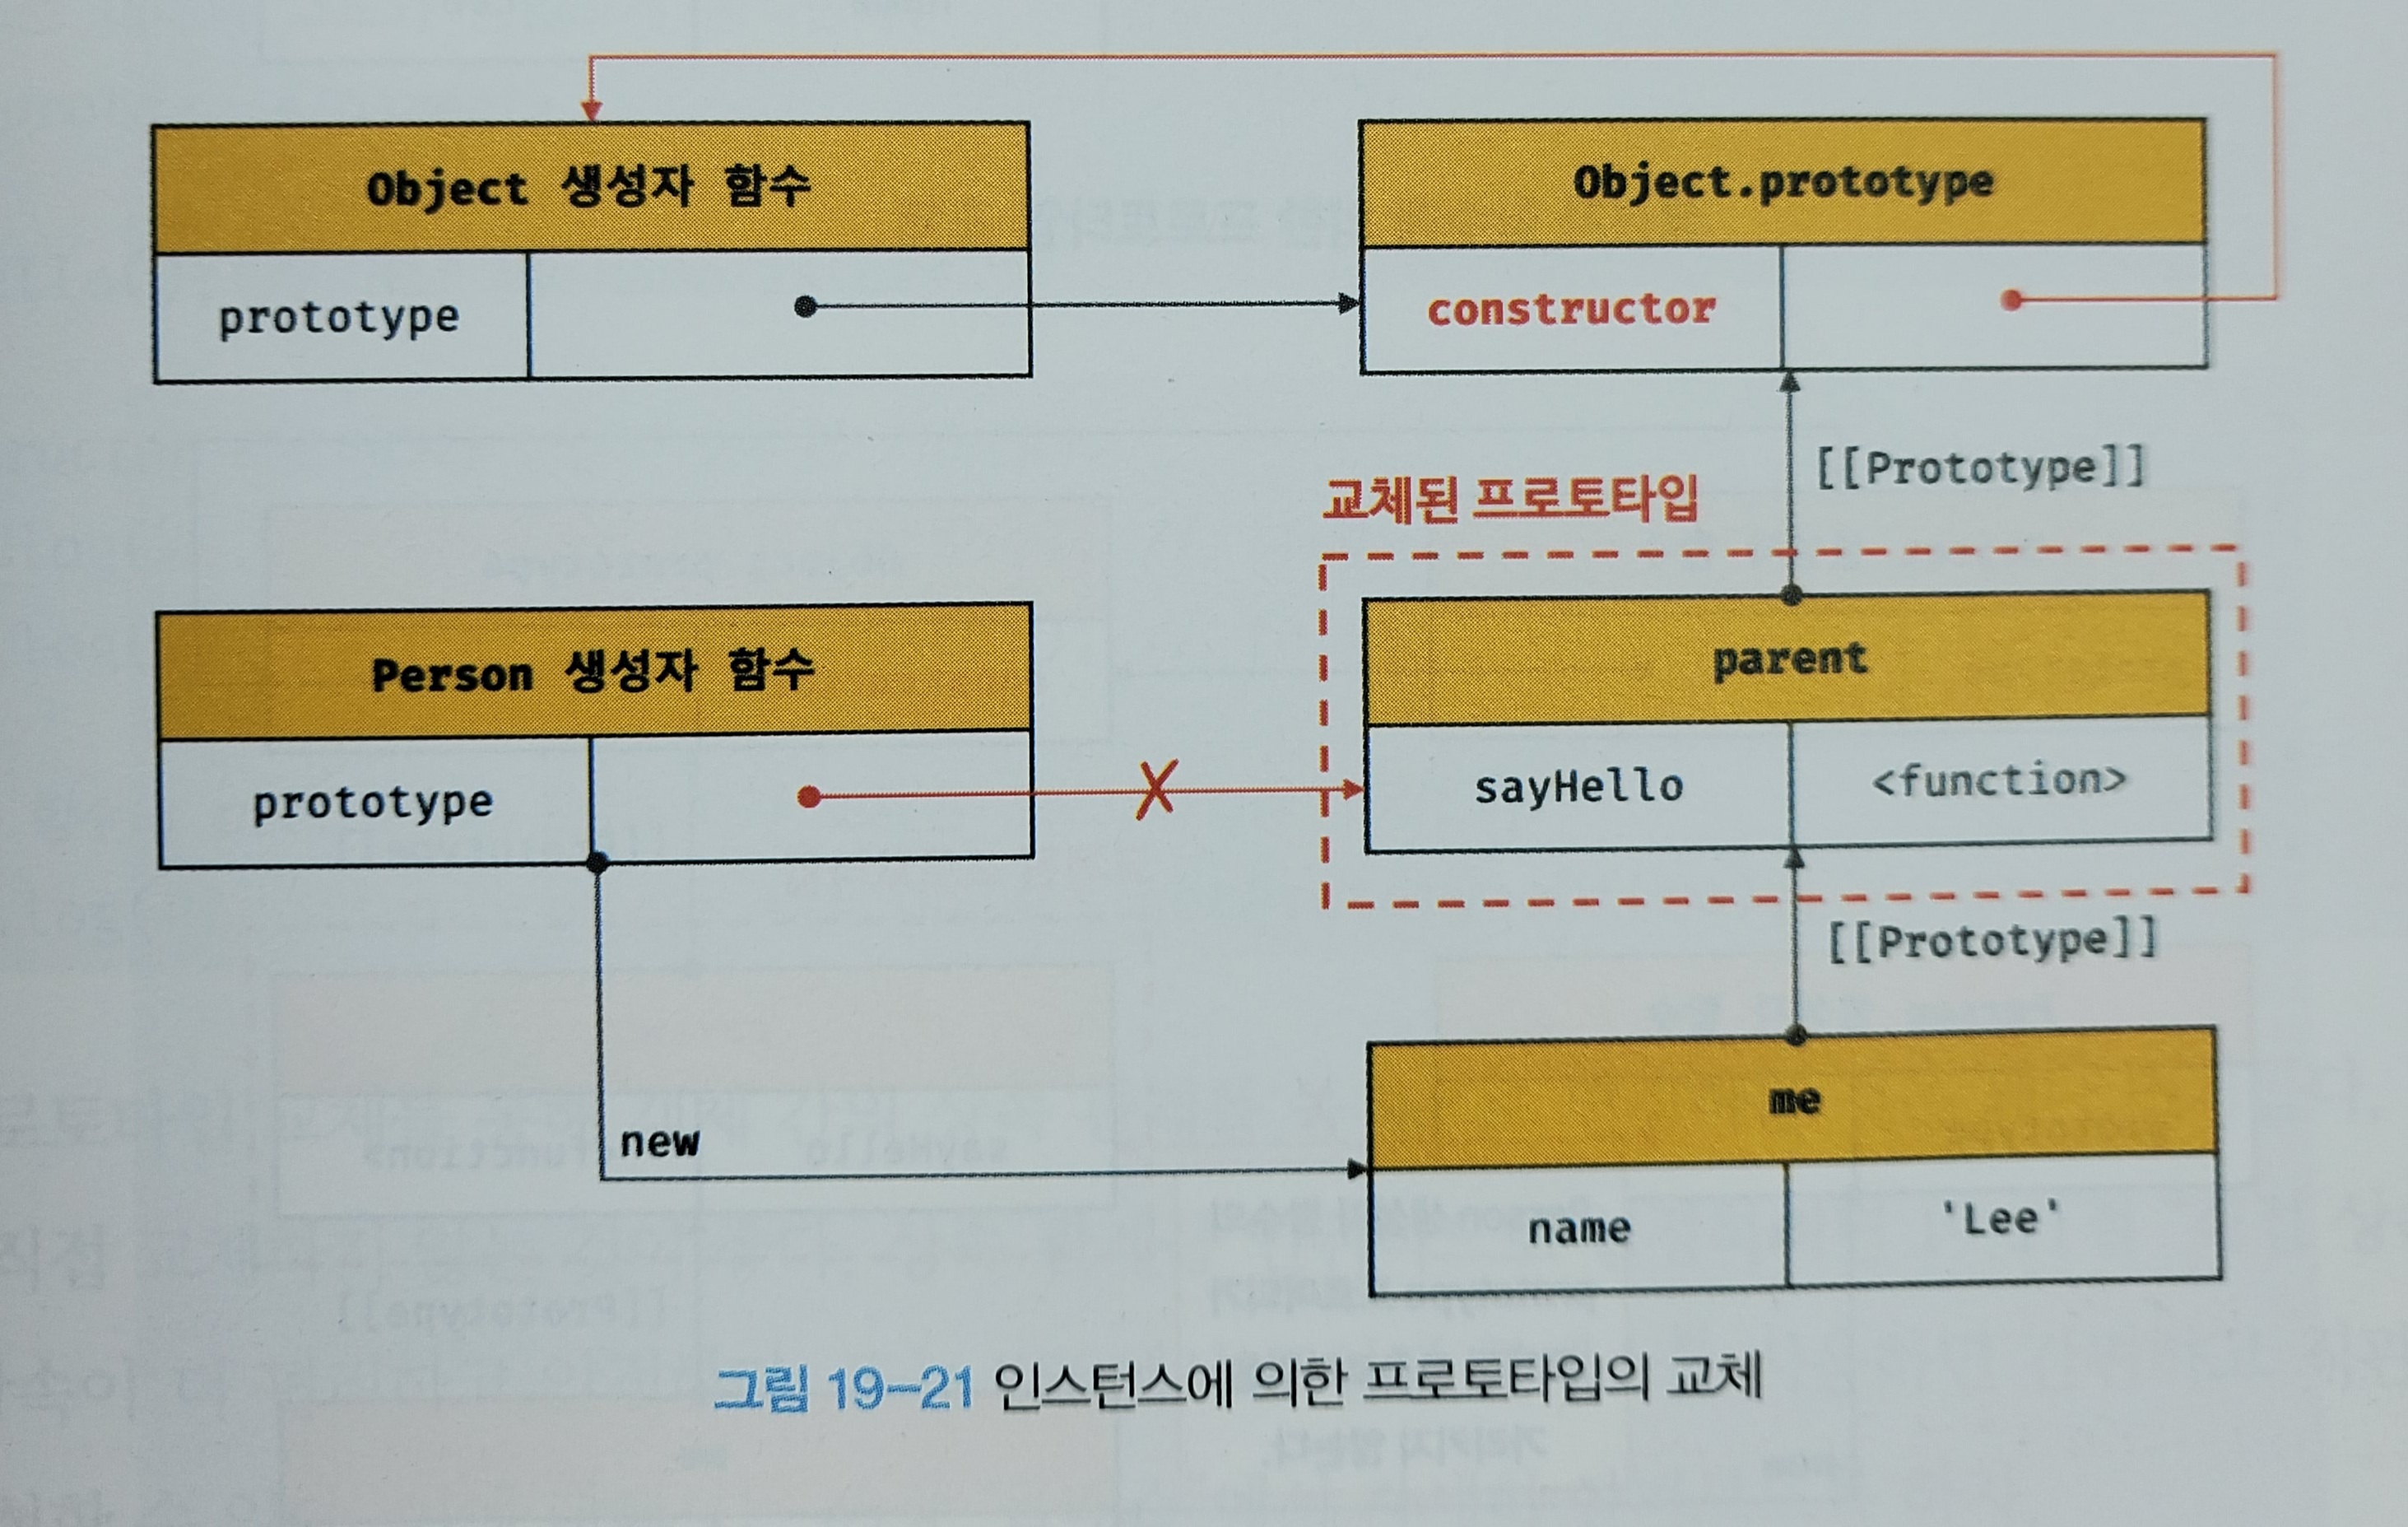 Object 생성자 함수
prototype
Object.prototype
constructor
[[Prototype]]
교체된 프로토타입
Person 생성자 함수
prototype
X
parent
sayHello
<function>
[[Prototype]]
new
me
name
'Lee'
그림 19-21 인스턴스에 의한 프로토타입의 교체